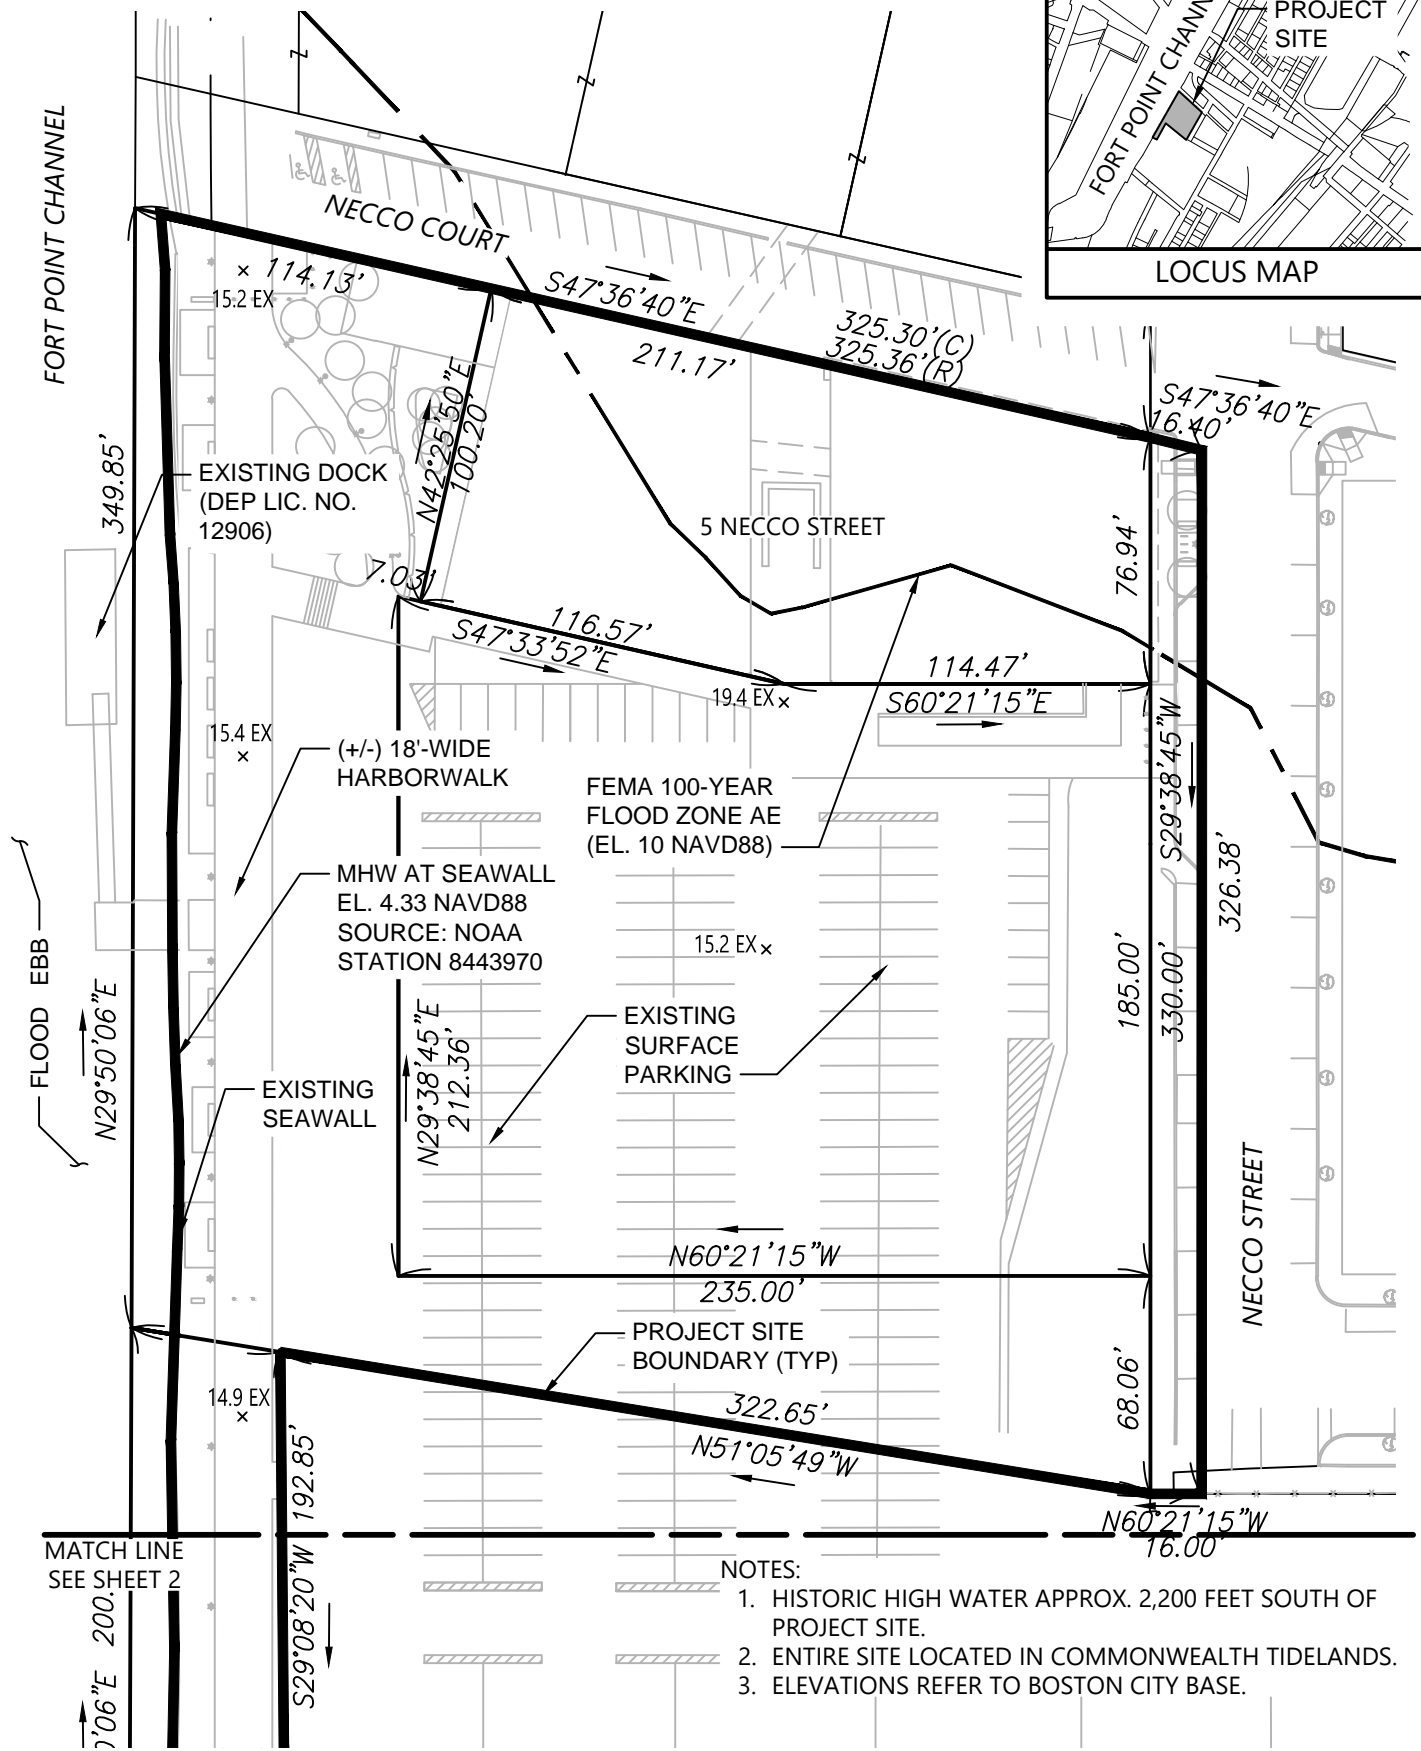 PROJECT
SITE
FORT POINT CHANN
LOCUS MAP
FORT POINT CHANNEL
NECCO COURT
114.13'
15.2 EX
S47°36'40"E
211.17'
325.30'(C)
325.36'(R)
S47°36'40"E
16.40'
349.85'
EXISTING DOCK
(DEP LIC. NO.
12906)
N42°25'50"E
100.20'
5 NECCO STREET
76.94'
7.03'
116.57'
S47°33'52"E
114.47'
S60°21'15"E
19.4 EX
15.4 EX
(+/-) 18'-WIDE
HARBORWALK
FEMA 100-YEAR
FLOOD ZONE AE
(EL. 10 NAVD88)
S29°38'45"W
326.38'
MHW AT SEAWALL
EL. 4.33 NAVD88
SOURCE: NOAA
STATION 8443970
15.2 EX
FLOOD EBB
N29°50'06"E
185.00'
330.00'
EXISTING
SURFACE
PARKING
N29°38'45"E
212.36'
EXISTING
SEAWALL
NECCO STREET
N60°21'15"W
235.00'
PROJECT SITE
BOUNDARY (TYP)
14.9 EX
322.65'
N51°05'49"W
68.06'
S29°08'20"W 192.85'
N60°21'15"W
16.00'
MATCH LINE
SEE SHEET 2
0'06"E 200.
NOTES:
1. HISTORIC HIGH WATER APPROX. 2,200 FEET SOUTH OF
PROJECT SITE.
2. ENTIRE SITE LOCATED IN COMMONWEALTH TIDELANDS.
3. ELEVATIONS REFER TO BOSTON CITY BASE.